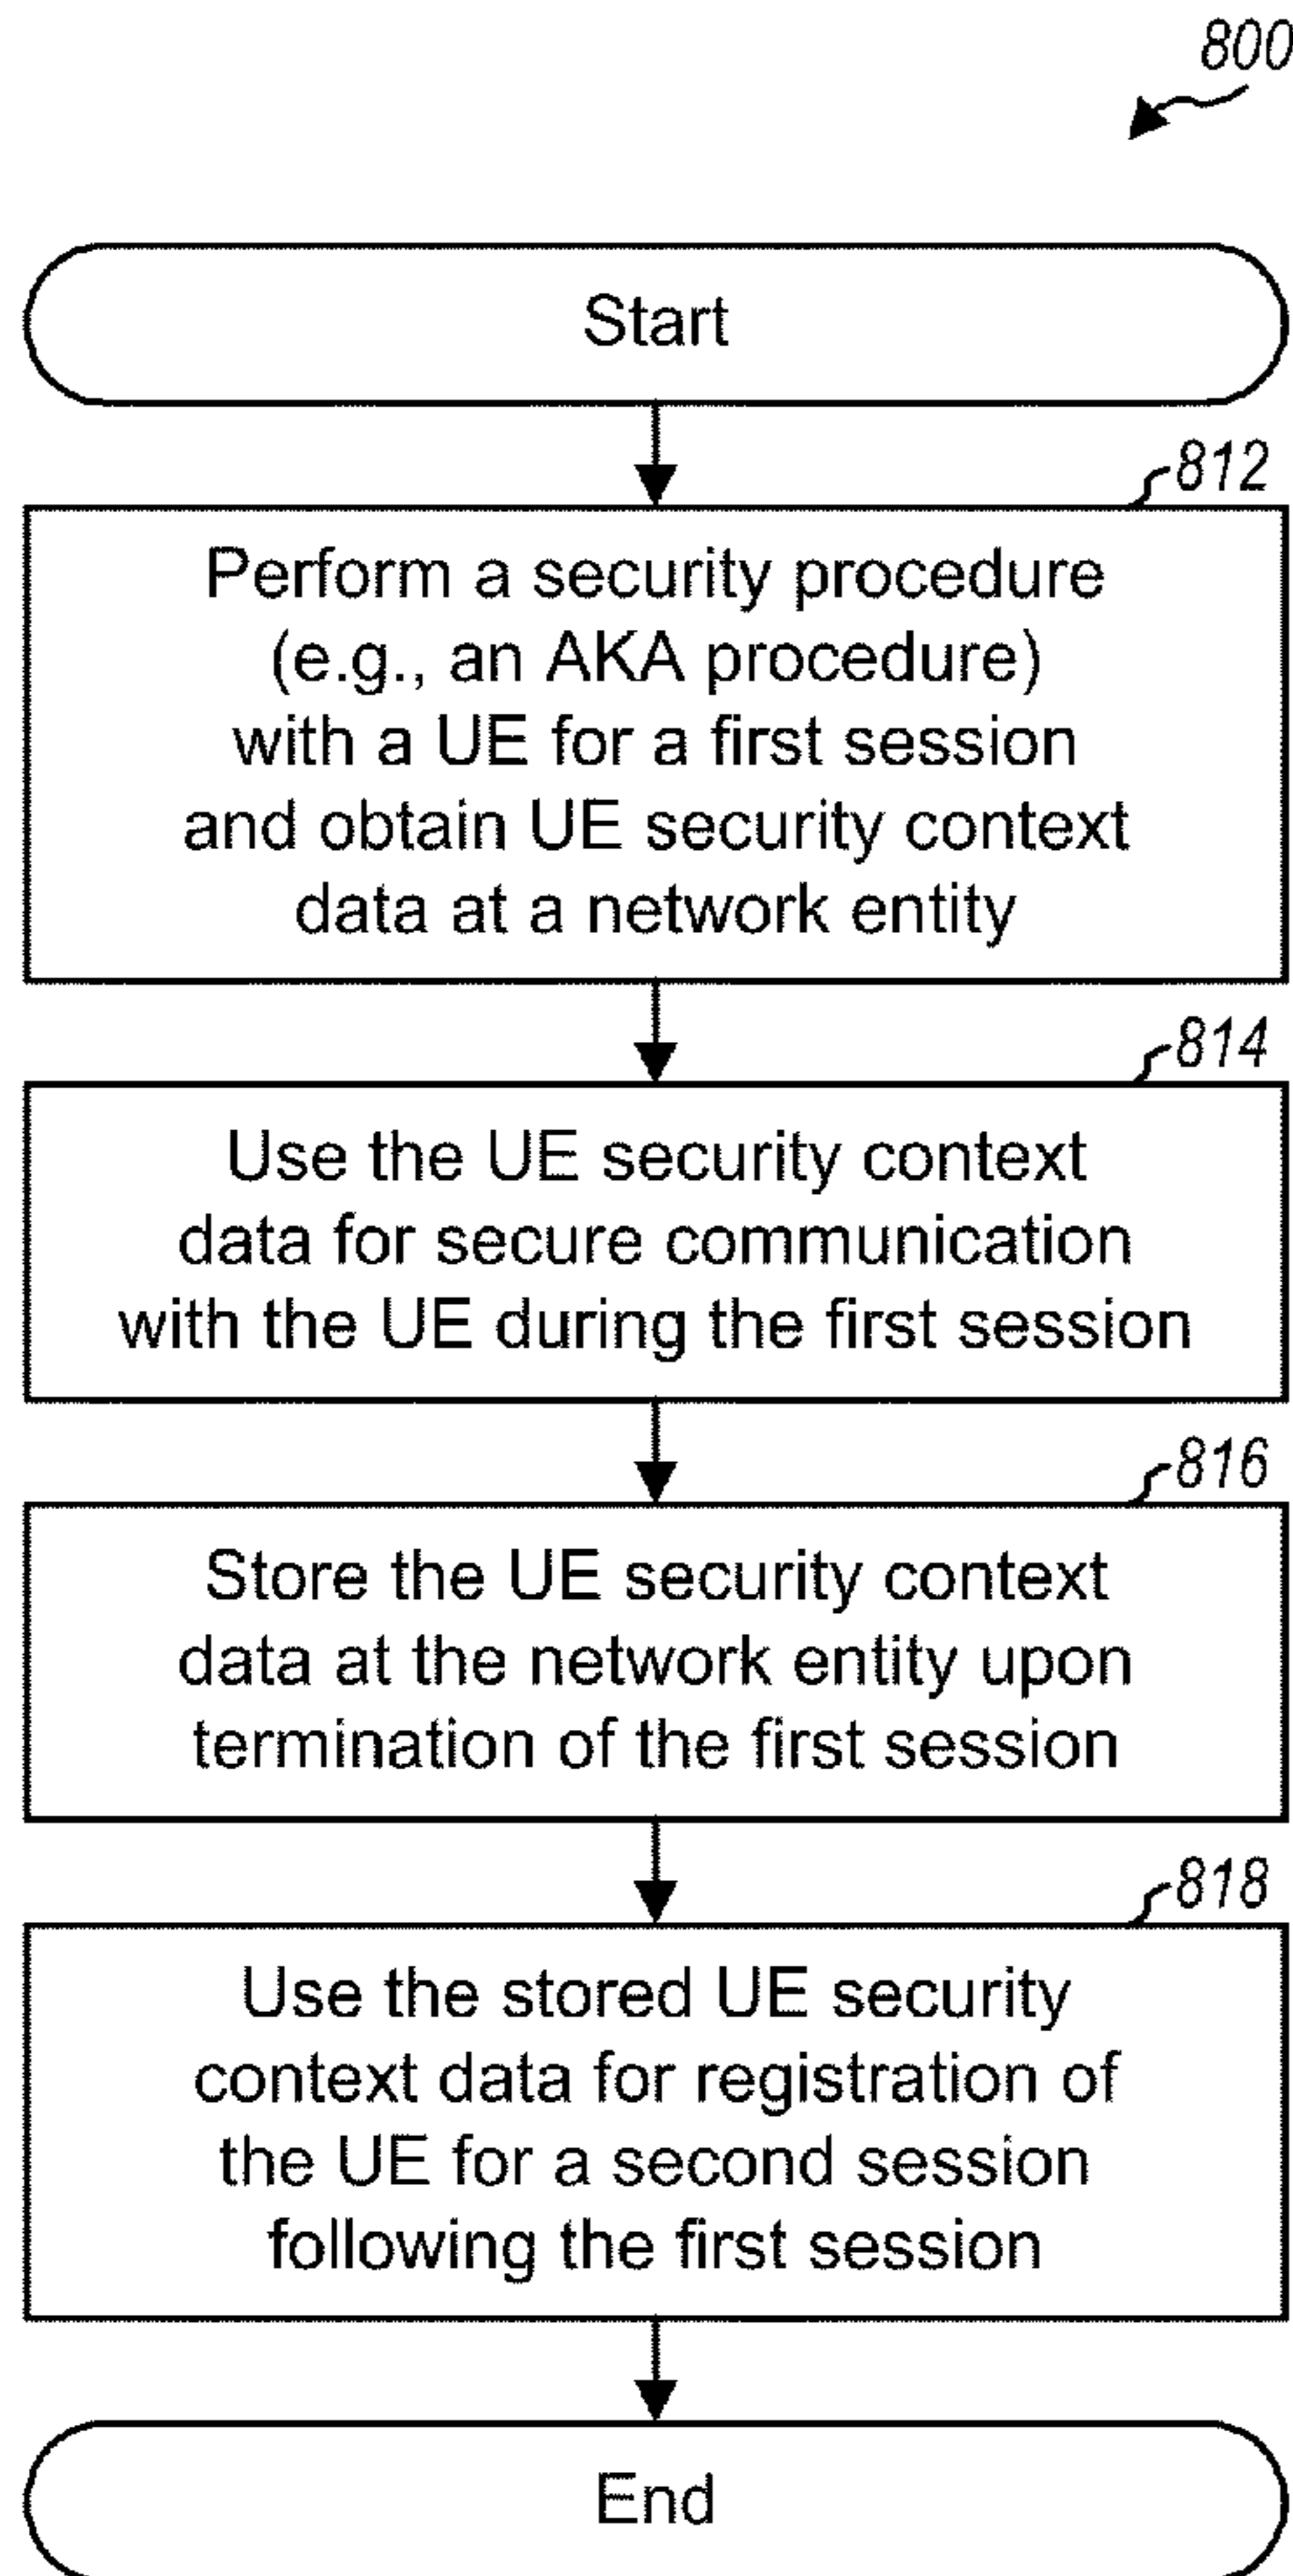 800
Start
812
Perform a security procedure
(e.g., an AKA procedure)
with a UE for a first session
and obtain UE security context
data at a network entity
814
Use the UE security context
data for secure communication
with the UE during the first session
816
Store the UE security context
data at the network entity upon
termination of the first session
818
Use the stored UE security
context data for registration of
the UE for a second session
following the first session
End